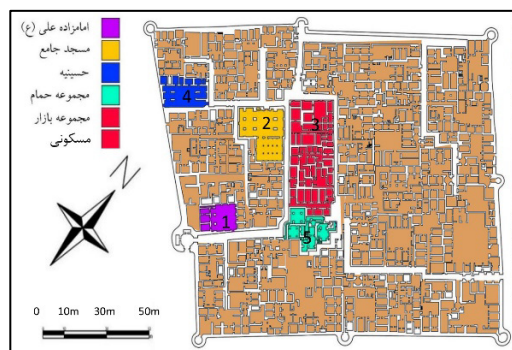 امامزاده علی (ع)
مسجد جامع
حسینیه
مجموعه حمام
مجموعه بازار
مسکونی
N
0 10m 30m 50m
4
2
3
1
5